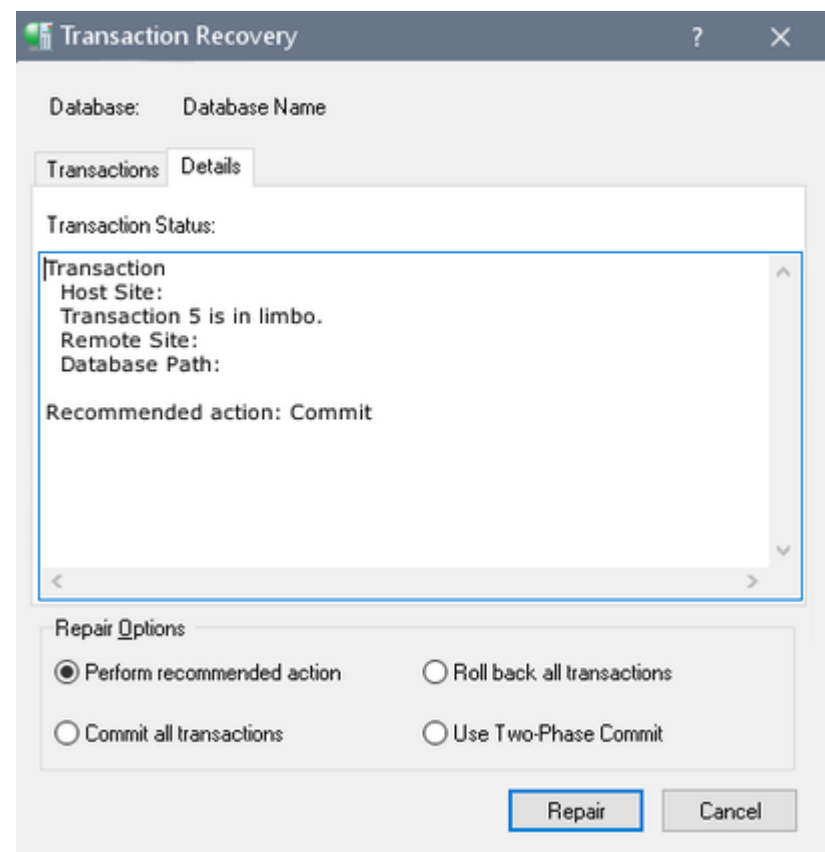 Transaction Recovery
Database: Database Name
Transactions Details
Transaction Status:
Transaction
Host Site:
Transaction 5 is in limbo.
Remote Site:
Database Path:
Recommended action: Commit
Repair Options
Perform recommended action Roll back all transactions
Commit all transactions Use Two-Phase Commit
Repair Cancel